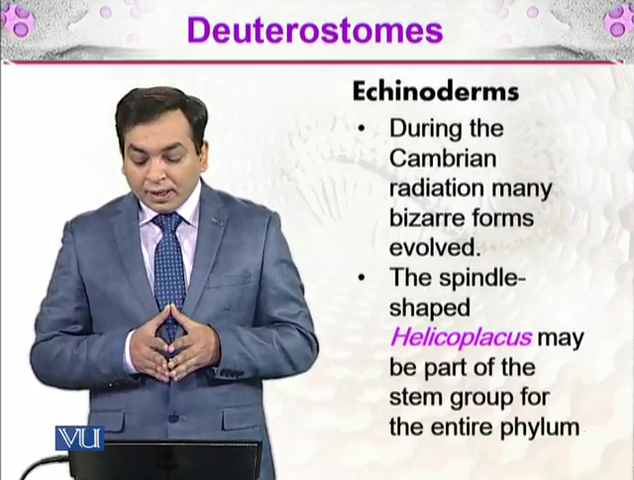 Deuterostomes
Echinoderms
• During the
Cambrian
radiation many
bizarre forms
evolved.
• The spindle-
shaped
Helicoplacus may
be part of the
stem group for
the entire phylum
VU